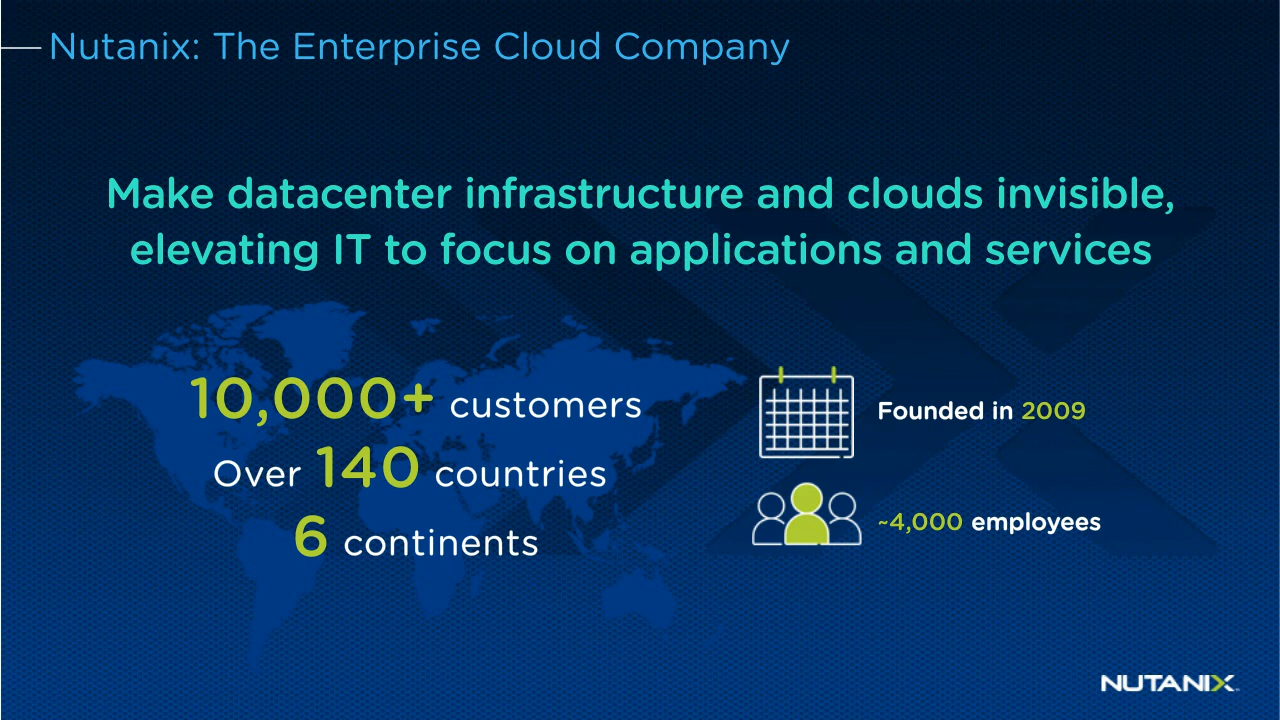 Nutanix: The Enterprise Cloud Company
Make datacenter infrastructure and clouds invisible,
elevating IT to focus on applications and services
10,000+ customers
Over 140 countries
6 continents
Founded in 2009
~4,000 employees
NUTANIX